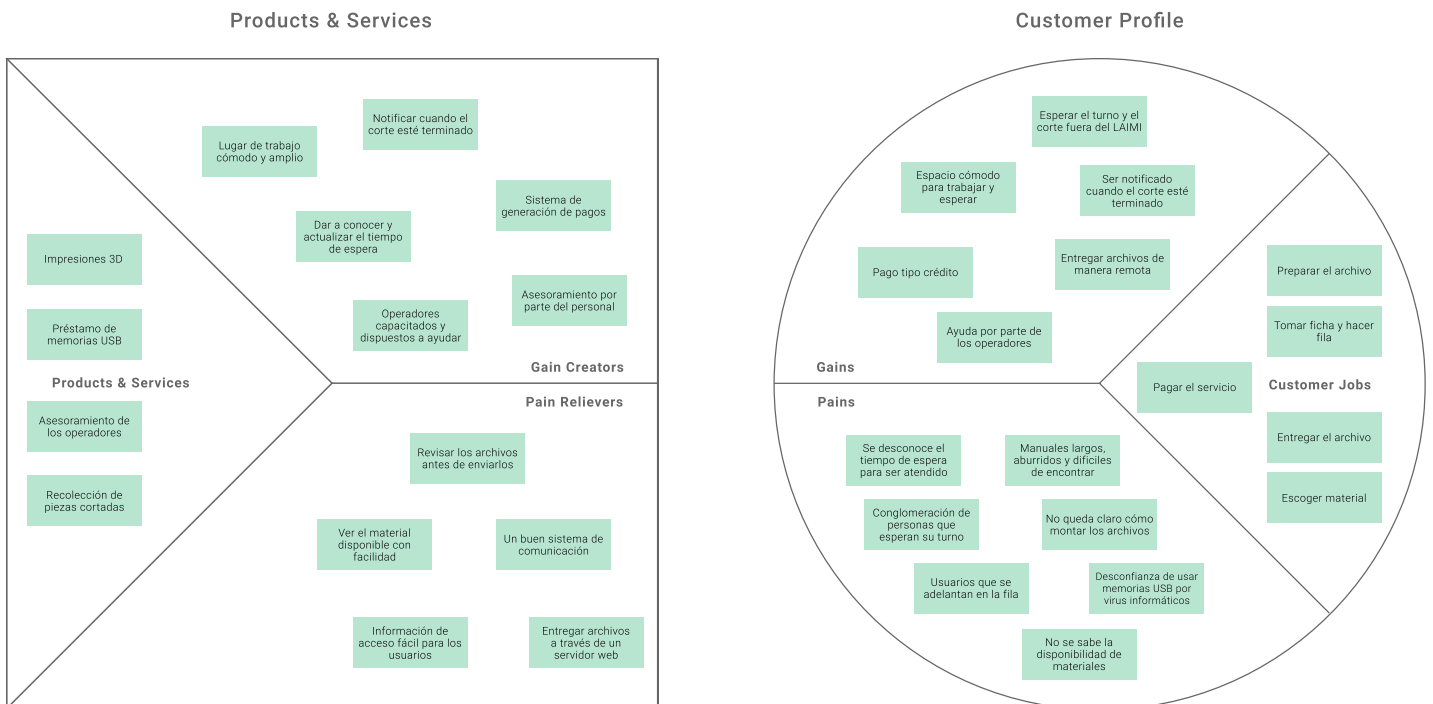 Products & Services
Notificar cuando el
corte esté terminado
Lugar de trabajo
cómodo y amplio
Sistema de
generación de pagos
Dar a conocer y
actualizar el tiempo
de espera
Impresiones 3D
Asesoramiento por
parte del personal
Operadores
capacitados y
dispuestos a ayudar
Préstamo de
memorias USB
Gain Creators
Products & Services
Pain Relievers
Asesoramiento de
los operadores
Revisar los archivos
antes de enviarlos
Recolección de
piezas cortadas
Ver el material
disponible con
facilidad
Un buen sistema de
comunicación
Información de
acceso fácil para los
usuarios
Entregar archivos
a través de un
servidor web
Customer Profile
Esperar el turno y el
corte fuera del LAIMI
Espacio cómodo
para trabajar y
esperar
Ser notificado
cuando el corte esté
terminado
Pago tipo crédito
Entregar archivos de
manera remota
Ayuda por parte de
los operadores
Gains
Preparar el archivo
Tomar ficha y hacer
fila
Pagar el servicio
Customer Jobs
Entregar el archivo
Escoger material
Pains
Se desconoce el
tiempo de espera
para ser atendido
Manuales largos,
aburridos y dificiles
de encontrar
Conglomeración de
personas que
esperan su turno
No queda claro cómo
montar los archivos
Usuarios que se
adelantan en la fila
Desconfianza de usar
memorias USB por
virus informáticos
No se sabe la
disponibilidad de
materiales